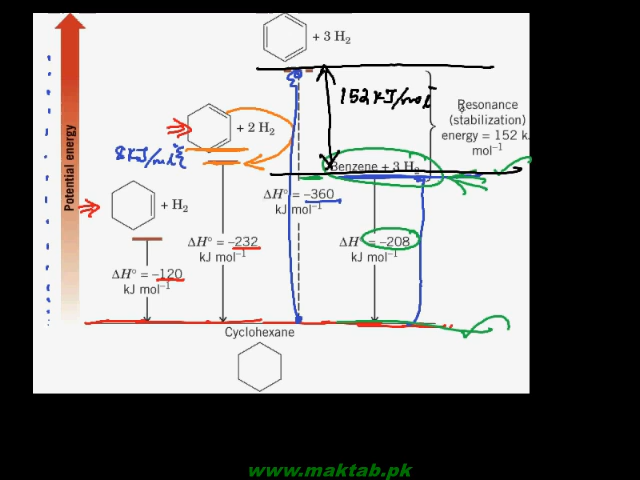 + 3 H₂
152 KJ/mol
Resonance
(stabilization)
energy = 152 k
mol⁻¹
+ 2 H₂
8 KJ/mol
Benzene + 3 H₂
Potential energy
+ H₂
ΔH° = –360
kJ mol⁻¹
ΔH° = –232
kJ mol⁻¹
ΔH° = –208
kJ mol⁻¹
ΔH° = –120
kJ mol⁻¹
Cyclohexane
www.maktab.pk